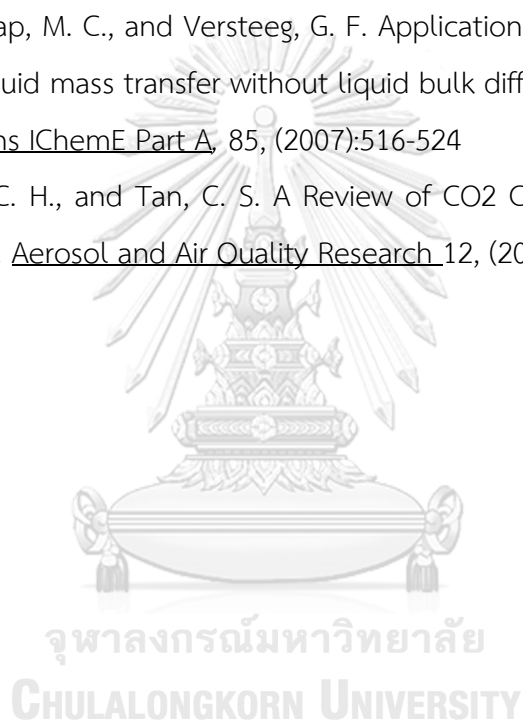 ap, M. C., and Versteeg, G. F. Application
uid mass transfer without liquid bulk diff
ns IChemE Part A, 85, (2007):516-524
C. H., and Tan, C. S. A Review of CO2 C
Aerosol and Air Quality Research 12, (20
จุฬาลงกรณ์มหาวิทยาลัย
CHULALONGKORN UNIVERSITY